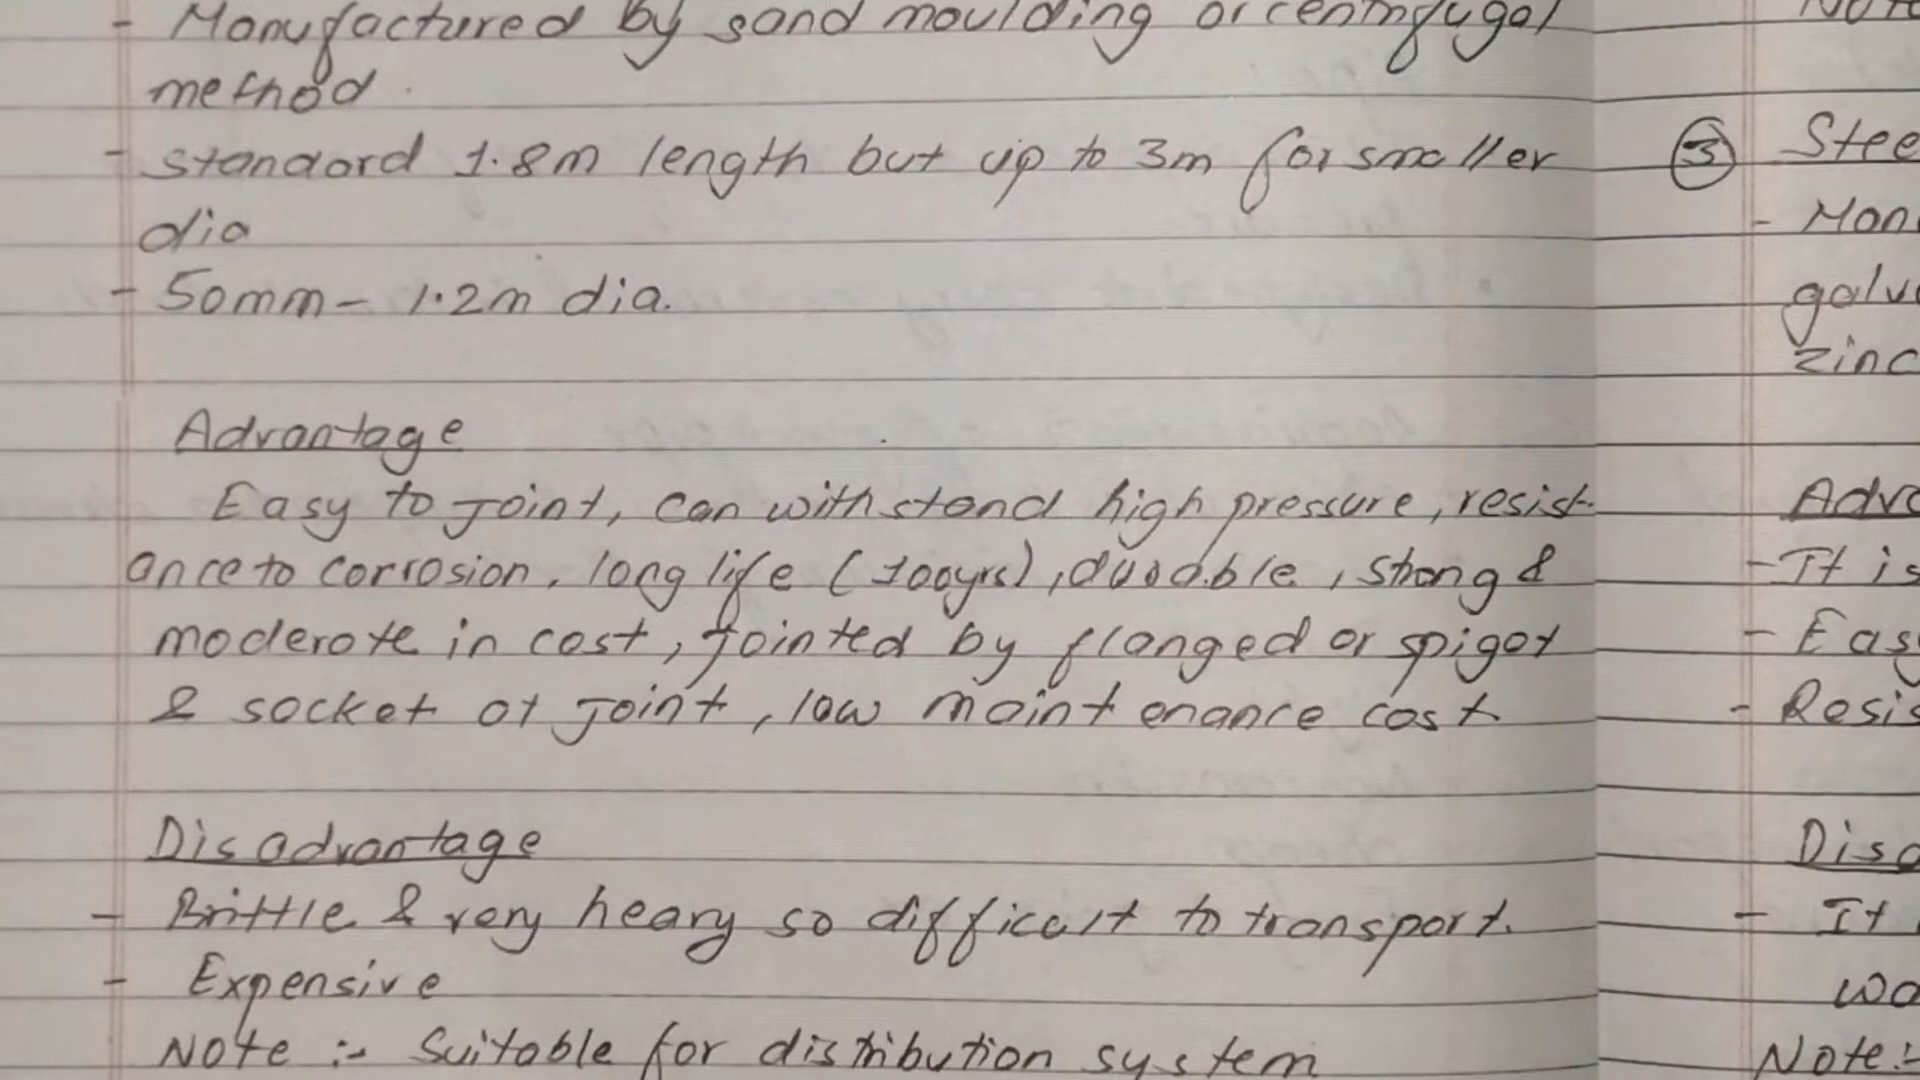 - Manufactured by sand moulding or centrifugal
method.
- standard 1.8m length but up to 3m for smaller
dia
- 50mm - 1.2m dia.
Advantage
Easy to joint, can withstand high pressure, resist-
ance to corrosion, long life (100yrs), durable, strong &
moderate in cost, jointed by flanged or spigot
& socket at joint, low maintenance cost.
Disadvantage
- Brittle & very heavy so difficult to transport.
- Expensive
Note :- Suitable for distribution system
Note
③ Stee
- Man
galv
zinc
Adva
- It is
- Easy
- Resis
Disa
- It
wa
Note:-